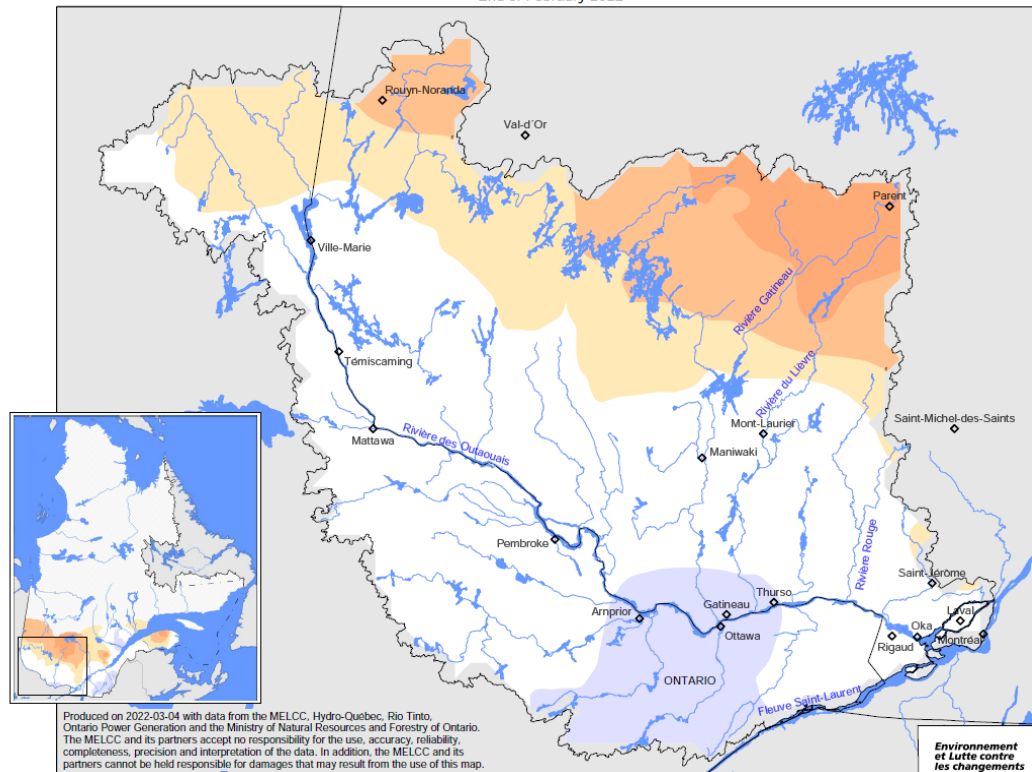 End of February 2022
Rouyn-Noranda
Val-d´Or
Parent
Ville-Marie
Rivière Gatineau
Témiscaming
Rivière du Lièvre
Saint-Michel-des-Saints
Mattawa
Rivière des Outaouais
Mont-Laurier
Maniwaki
Pembroke
Rivière Rouge
Saint-Jérôme
Arnprior
Gatineau
Thurso
Laval
Ottawa
Oka
Rigaud
Montréal
ONTARIO
Fleuve Saint-Laurent
Produced on 2022-03-04 with data from the MELCC, Hydro-Québec, Rio Tinto,
Ontario Power Generation and the Ministry of Natural Resources and Forestry of Ontario.
The MELCC and its partners accept no responsibility for the use, accuracy, reliability,
completeness, precision and interpretation of the data. In addition, the MELCC and its
partners cannot be held responsible for damages that may result from the use of this map.
Environnement
et Lutte contre
les changements